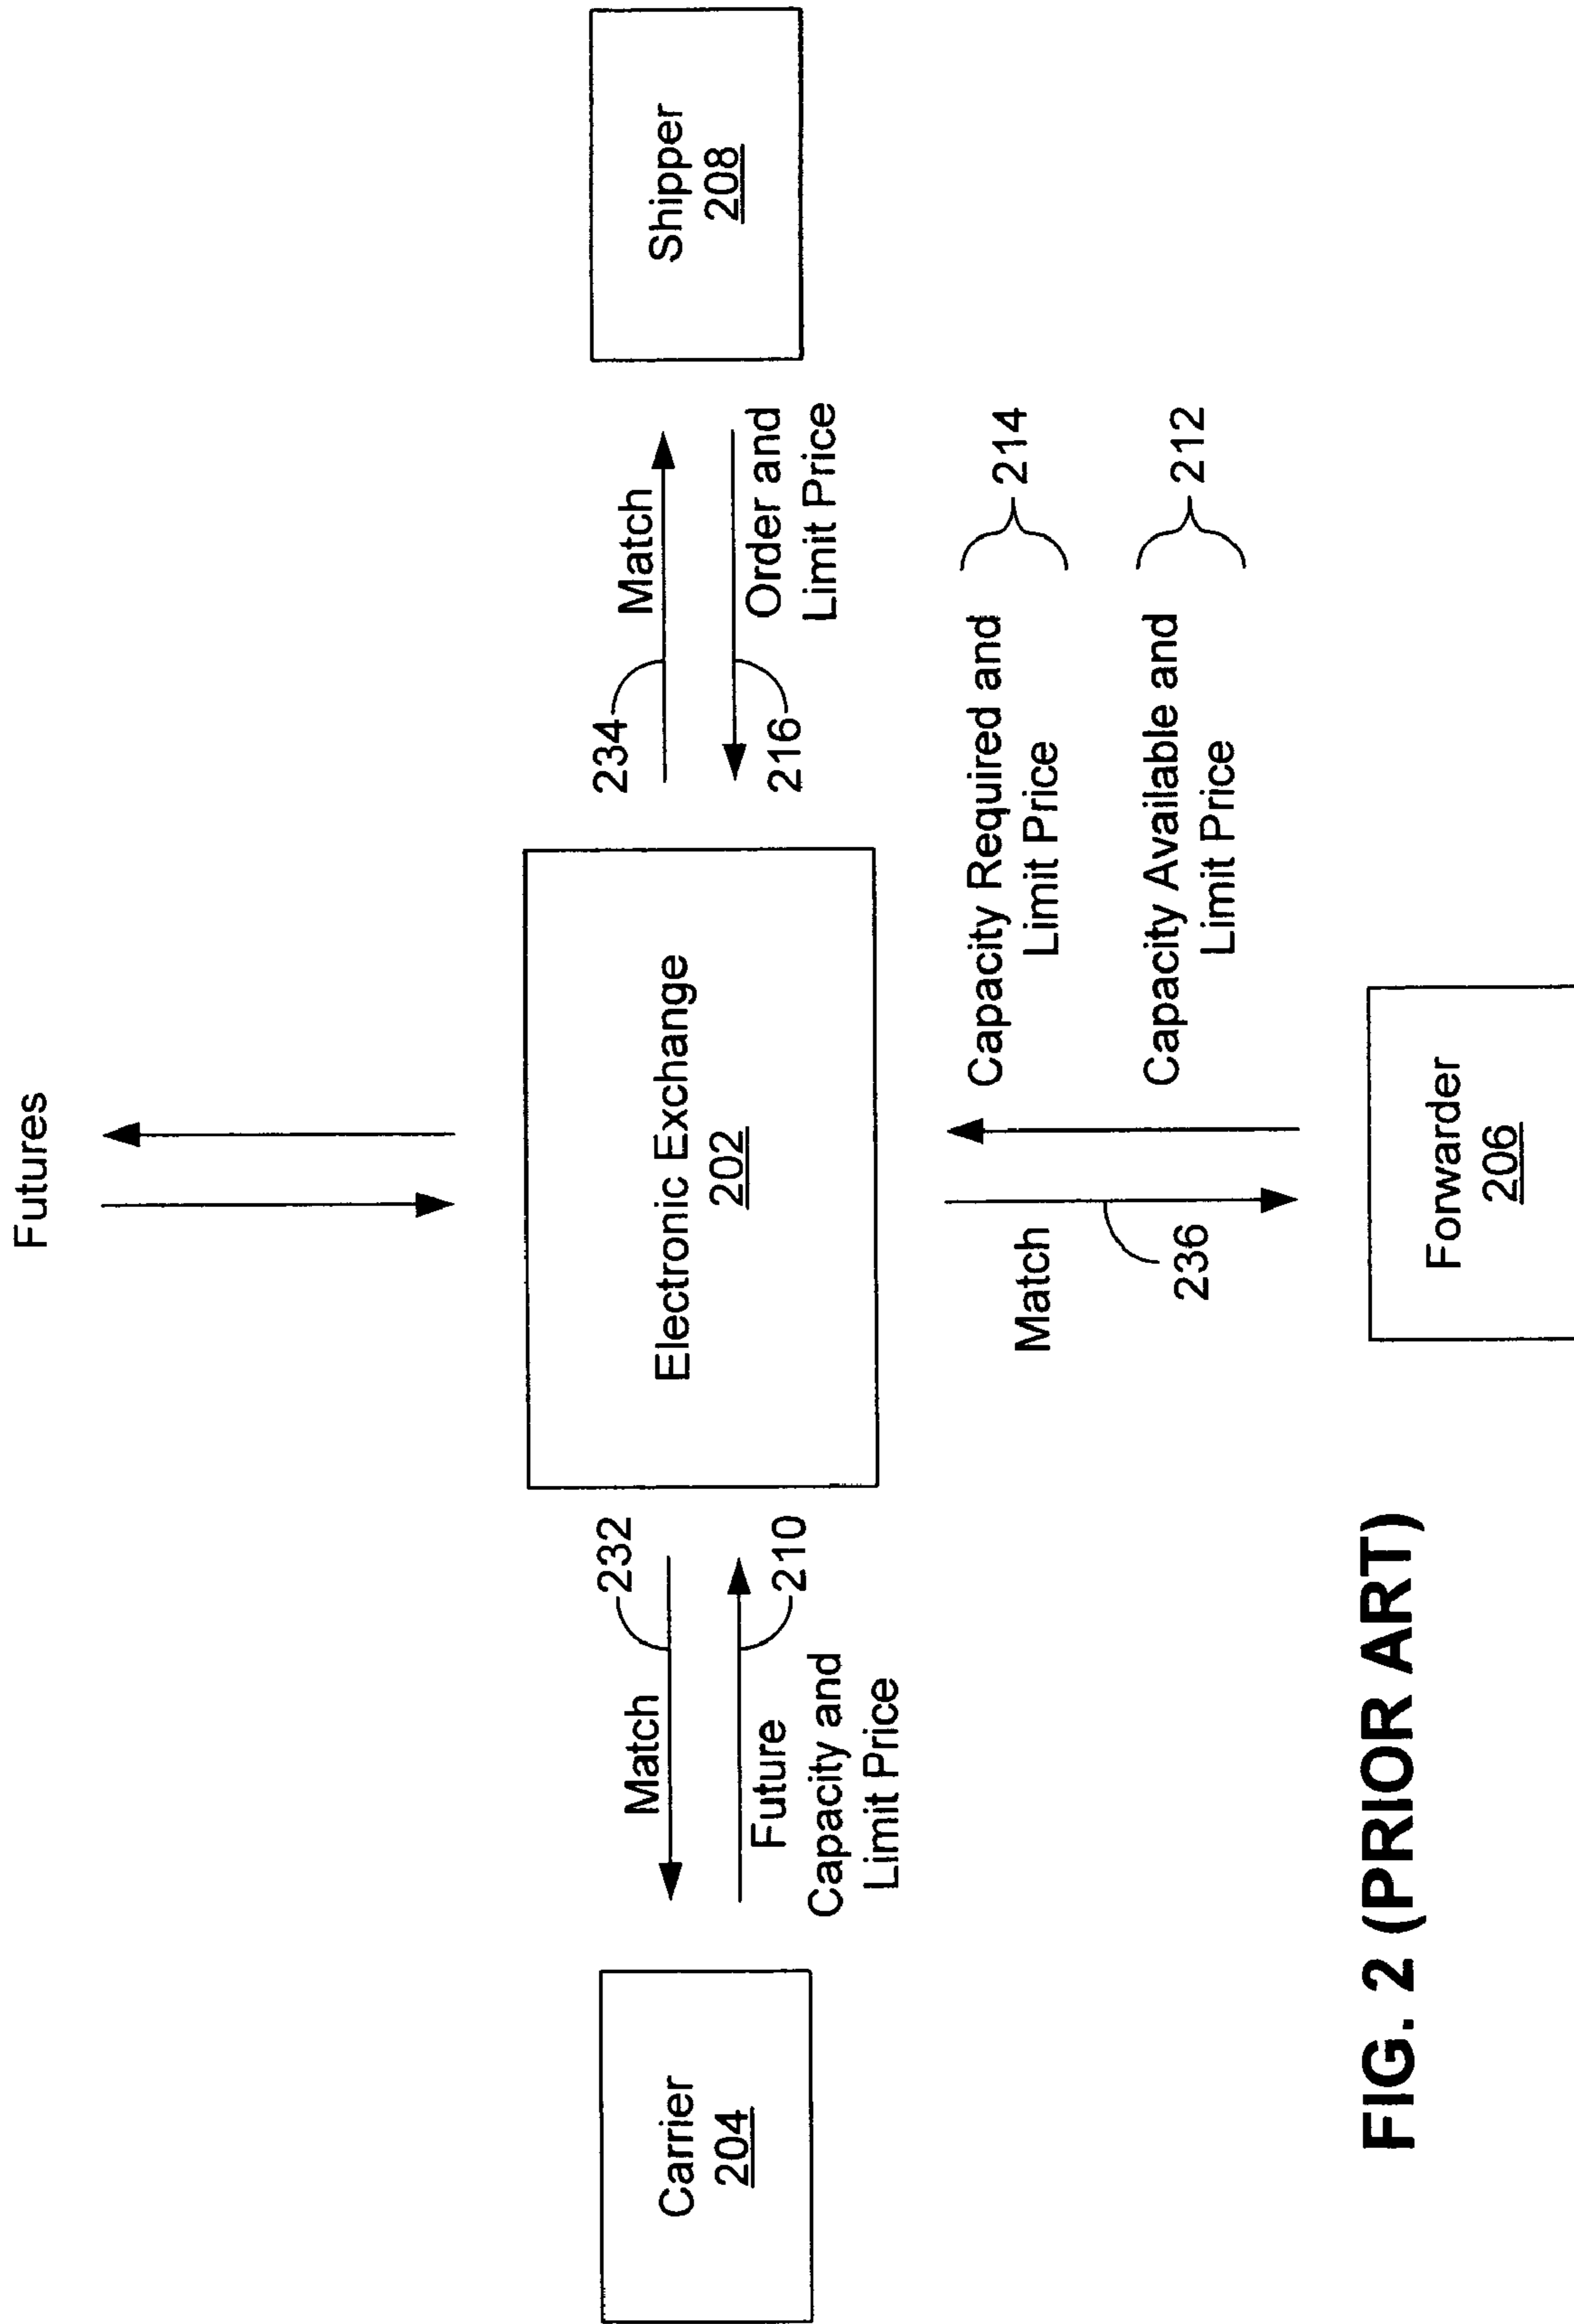 Futures
Electronic Exchange
202
Carrier
204
Match
232
Future
Capacity and
Limit Price
210
Shipper
208
234
Match
216
Order and
Limit Price
Match
236
Capacity Required and
Limit Price
214
Capacity Available and
Limit Price
212
Forwarder
206
FIG. 2 (PRIOR ART)